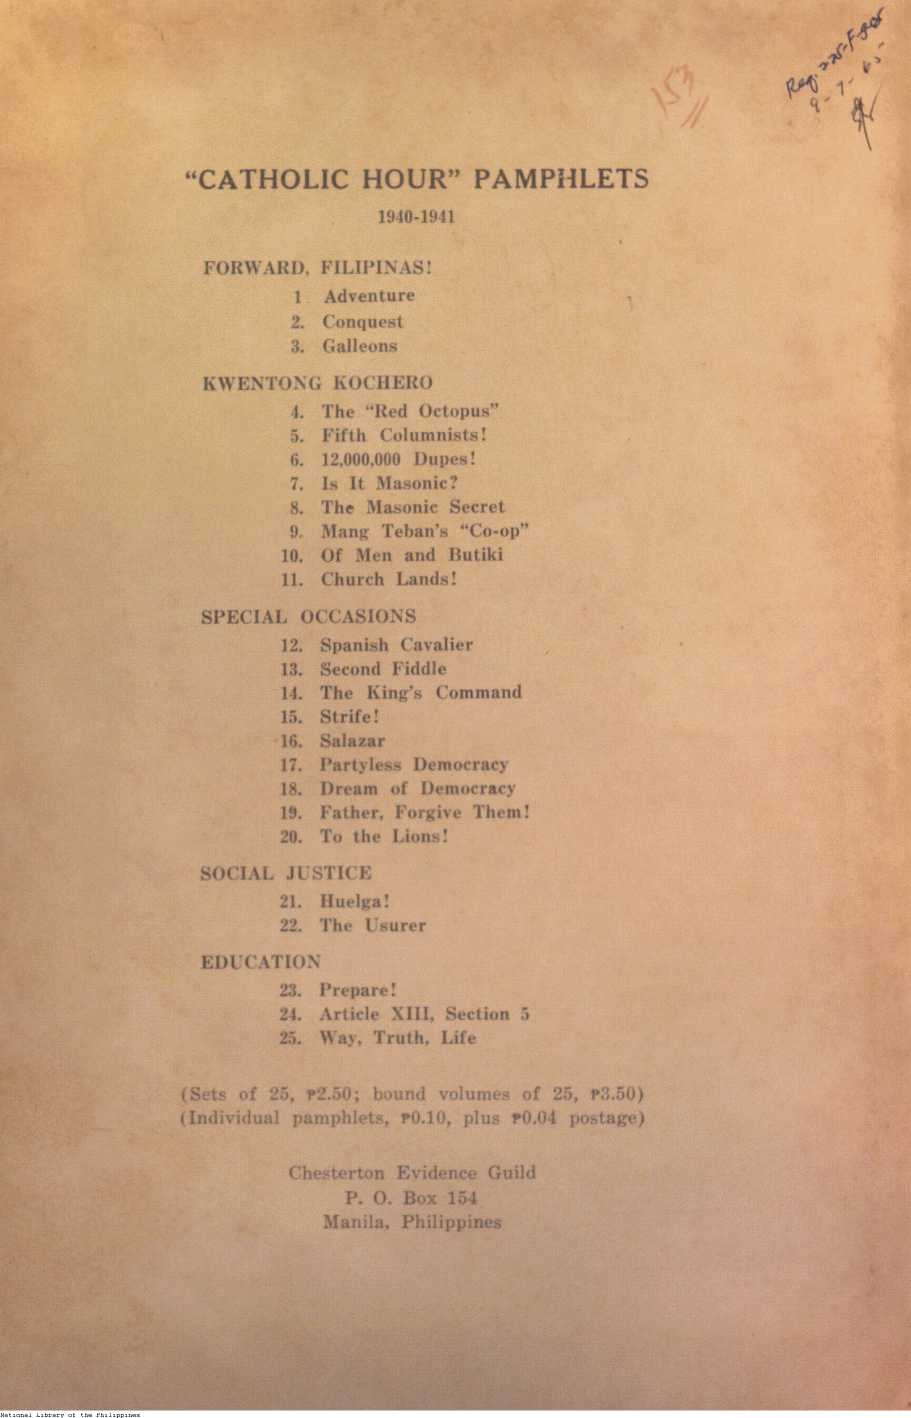 153
9-7-65
“CATHOLIC HOUR” PAMPHLETS
1940-1941
FORWARD, FILIPINAS!
1 Adventure
2. Conquest
3. Galleons
KWENTONG KOCHERO
4. The “Red Octopus”
5. Fifth Columnists!
6. 12,000,000 Dupes!
7. Is It Masonic?
8. The Masonic Secret
9. Mang Teban’s “Co-op”
10. Of Men and Butiki
11. Church Lands!
SPECIAL OCCASIONS
12. Spanish Cavalier
13. Second Fiddle
14. The King’s Command
15. Strife!
16. Salazar
17. Partyless Democracy
18. Dream of Democracy
19. Father, Forgive Them!
20. To the Lions!
SOCIAL JUSTICE
21. Huelga!
22. The Usurer
EDUCATION
23. Prepare!
24. Article XIII, Section 5
25. Way, Truth, Life
(Sets of 25, ₱2.50; bound volumes of 25, ₱3.50)
(Individual pamphlets, ₱0.10, plus ₱0.04 postage)
Chesterton Evidence Guild
P. O. Box 154
Manila, Philippines
National Library of the Philippines